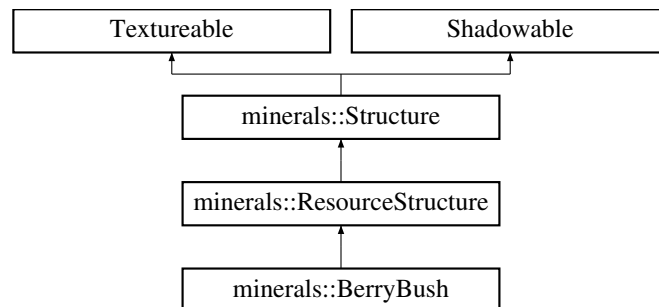 Textureable Shadowable
minerals::Structure
minerals::ResourceStructure
minerals::BerryBush